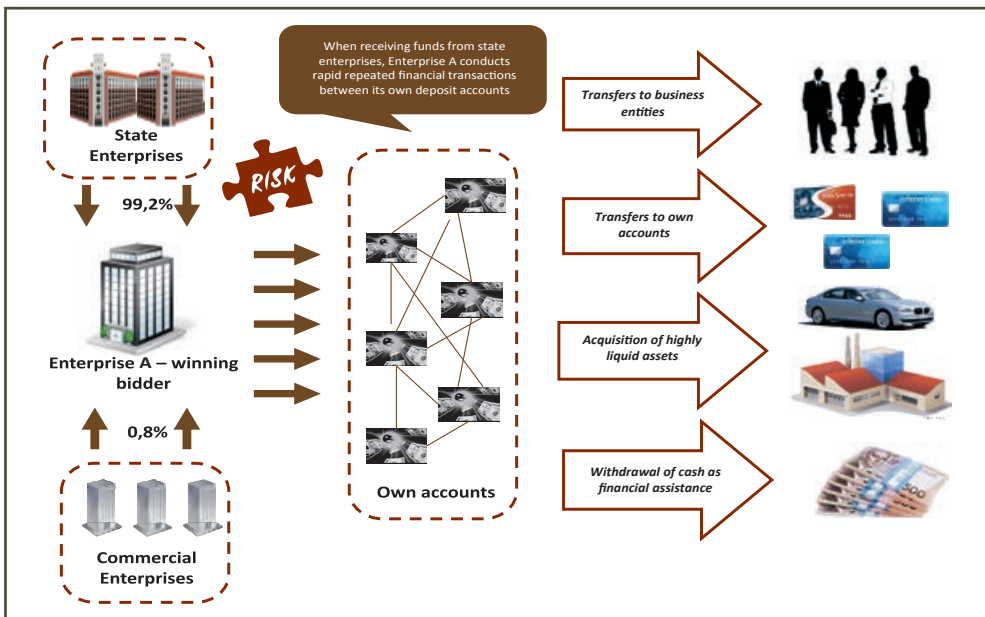 When receiving funds from state
enterprises, Enterprise A conducts
rapid repeated financial transactions
between its own deposit accounts
State
Enterprises
99,2%
RISK
Enterprise A – winning
bidder
0,8%
Commercial
Enterprises
Own accounts
Transfers to business
entities
Transfers to own
accounts
Acquisition of highly
liquid assets
Withdrawal of cash as
financial assistance
500